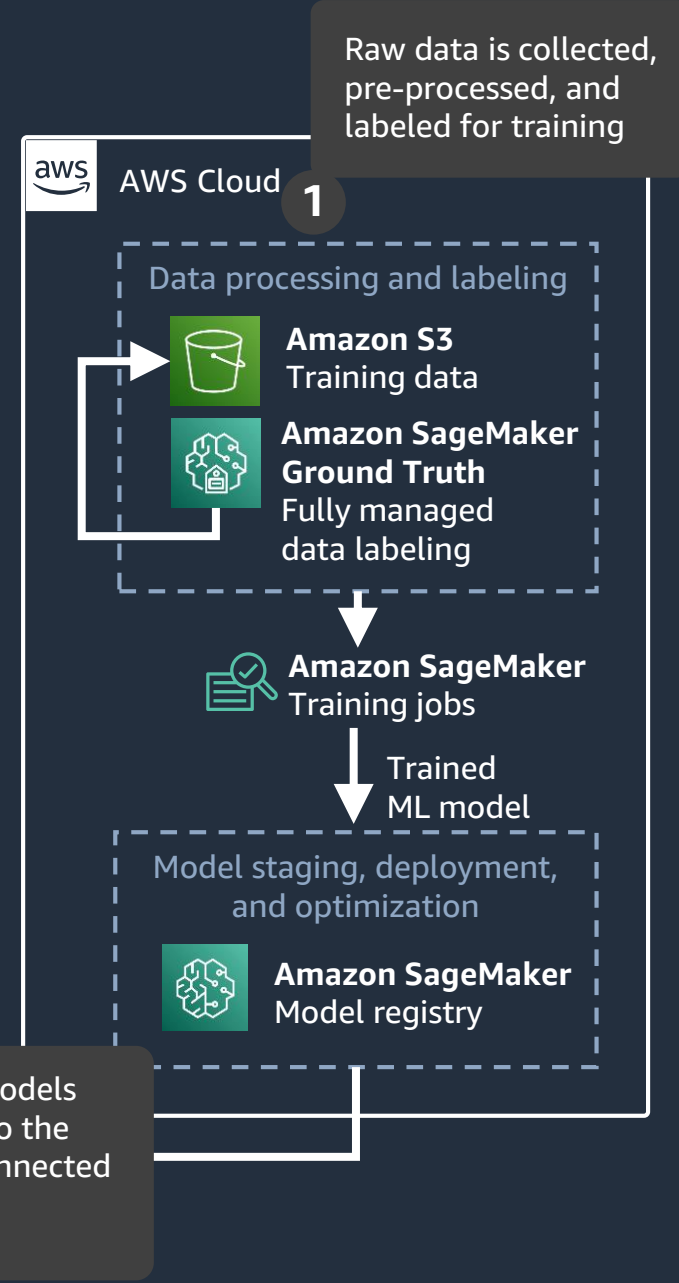 Raw data is collected,
pre-processed, and
labeled for training
aws
AWS Cloud
1
Data processing and labeling
Amazon S3
Training data
Amazon SageMaker
Ground Truth
Fully managed
data labeling
Amazon SageMaker
Training jobs
Trained
ML model
Model staging, deployment,
and optimization
Amazon SageMaker
Model registry
the